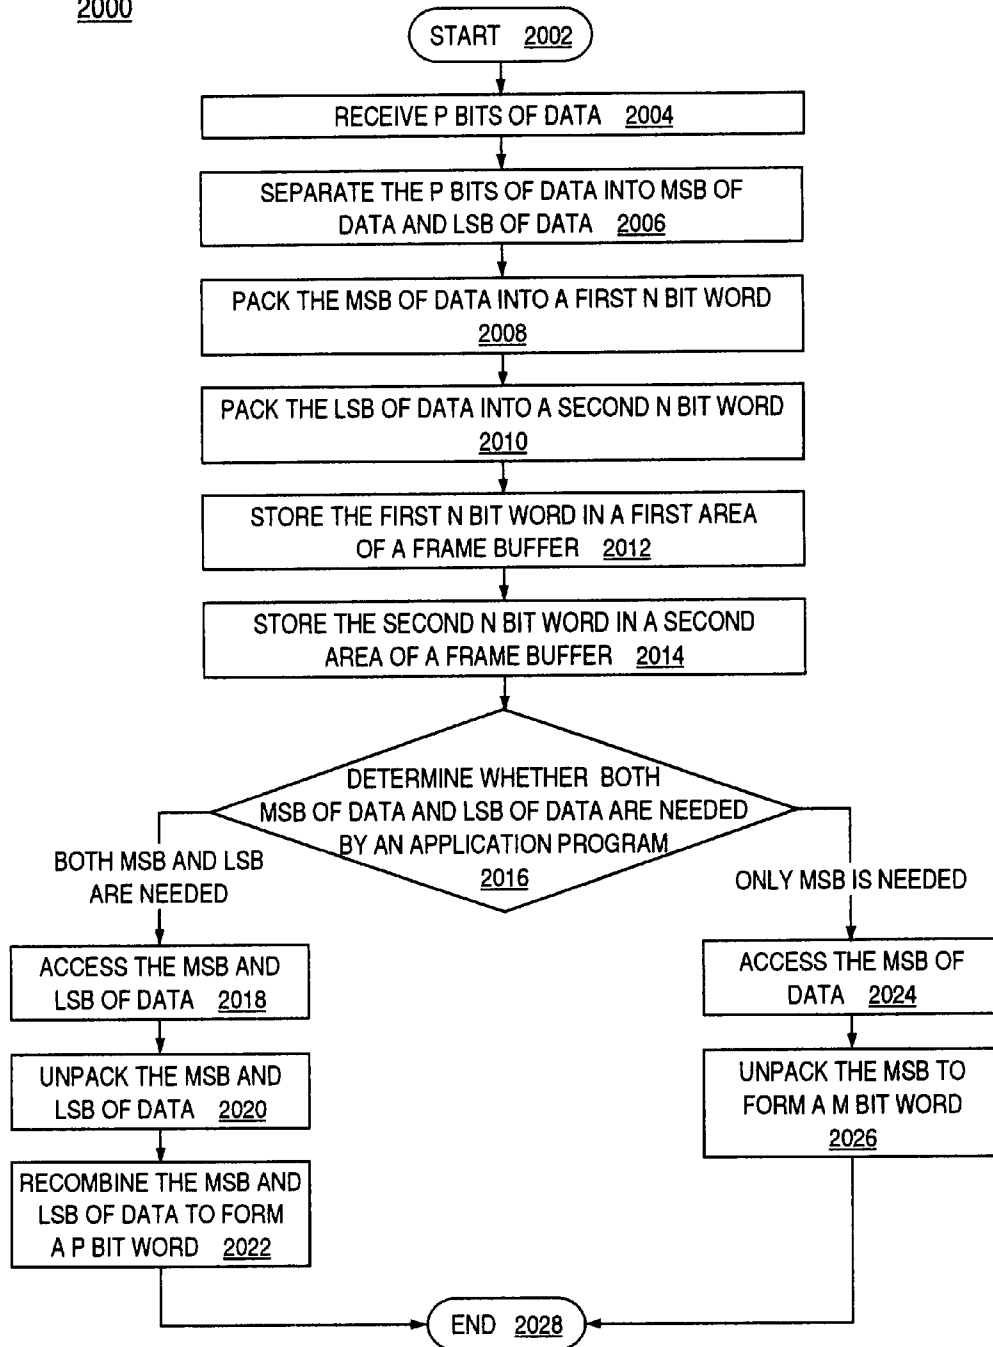 2000
START 2002
RECEIVE P BITS OF DATA 2004
SEPARATE THE P BITS OF DATA INTO MSB OF
DATA AND LSB OF DATA 2006
PACK THE MSB OF DATA INTO A FIRST N BIT WORD
2008
PACK THE LSB OF DATA INTO A SECOND N BIT WORD
2010
STORE THE FIRST N BIT WORD IN A FIRST AREA
OF A FRAME BUFFER 2012
STORE THE SECOND N BIT WORD IN A SECOND
AREA OF A FRAME BUFFER 2014
DETERMINE WHETHER BOTH
MSB OF DATA AND LSB OF DATA ARE NEEDED
BY AN APPLICATION PROGRAM
2016
BOTH MSB AND LSB
ARE NEEDED
ONLY MSB IS NEEDED
ACCESS THE MSB AND
LSB OF DATA 2018
UNPACK THE MSB AND
LSB OF DATA 2020
RECOMBINE THE MSB AND
LSB OF DATA TO FORM
A P BIT WORD 2022
ACCESS THE MSB OF
DATA 2024
UNPACK THE MSB TO
FORM A M BIT WORD
2026
END 2028